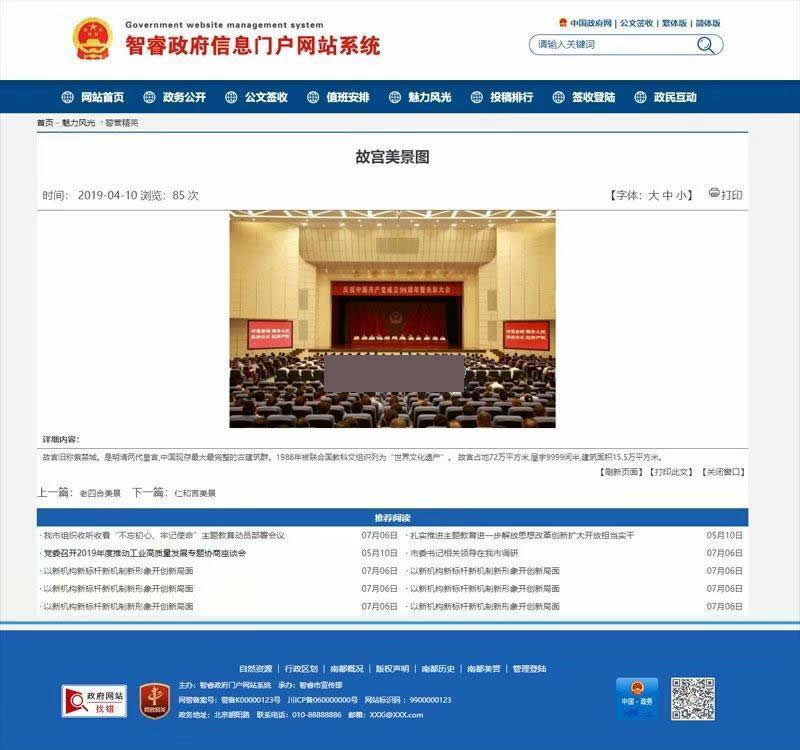 Government website management system
智睿政府信息门户网站系统
中国政府网 | 公文签收 | 繁体版 | 简体版
请输入关键词
网站首页 政务公开 公文签收 值班安排 魅力风光 投稿排行 签收登陆 政民互动
首页 - 魅力风光 -
故宫美景图
时间： 2019-04-10 浏览：85 次
【字体：大 中 小】 打印
庆祝中国共产党成立98周年暨表彰大会
详细内容：
故宫旧称紫禁城。是明清两代皇宫,中国现存最大最完整的古建筑群。1988年被联合国教科文组织列为“世界文化遗产”。 故宫占地72万平方米,屋宇9999间半,建筑面积15.5万平方米。
【刷新页面】【打印此文】【关闭窗口】
上一篇：老四合美景 下一篇：仁和宫美景
推荐阅读
· 我市组织收听收看“不忘初心、牢记使命”主题教育动员部署会议 07月06日
· 扎实推进主题教育进一步解放思想改革创新扩大开放担当实干 05月10日
· 党委召开2019年度推动工业高质量发展专题协商座谈会 05月10日
· 市委书记相关领导在我市调研 07月06日
· 以新机构新标杆新机制新形象开创新局面 07月06日
· 以新机构新标杆新机制新形象开创新局面 07月06日
· 以新机构新标杆新机制新形象开创新局面 07月06日
· 以新机构新标杆新机制新形象开创新局面 07月06日
· 以新机构新标杆新机制新形象开创新局面 07月06日
· 以新机构新标杆新机制新形象开创新局面 07月06日
自然资源 | 行政区划 | 南都概况 | 版权声明 | 南都历史 | 南都美誉 | 管理登陆
政府网站
找错
党政机关
主办：智睿政府门户网站系统 承办：智睿市宣传部
网警备案号：警备K00000123号 川ICP备060000000号 网站标识码 ：9900000123
政务地址：北京朝阳路 联系电话：010-88888886 邮箱：XXXi@XXX.com
中国·政务